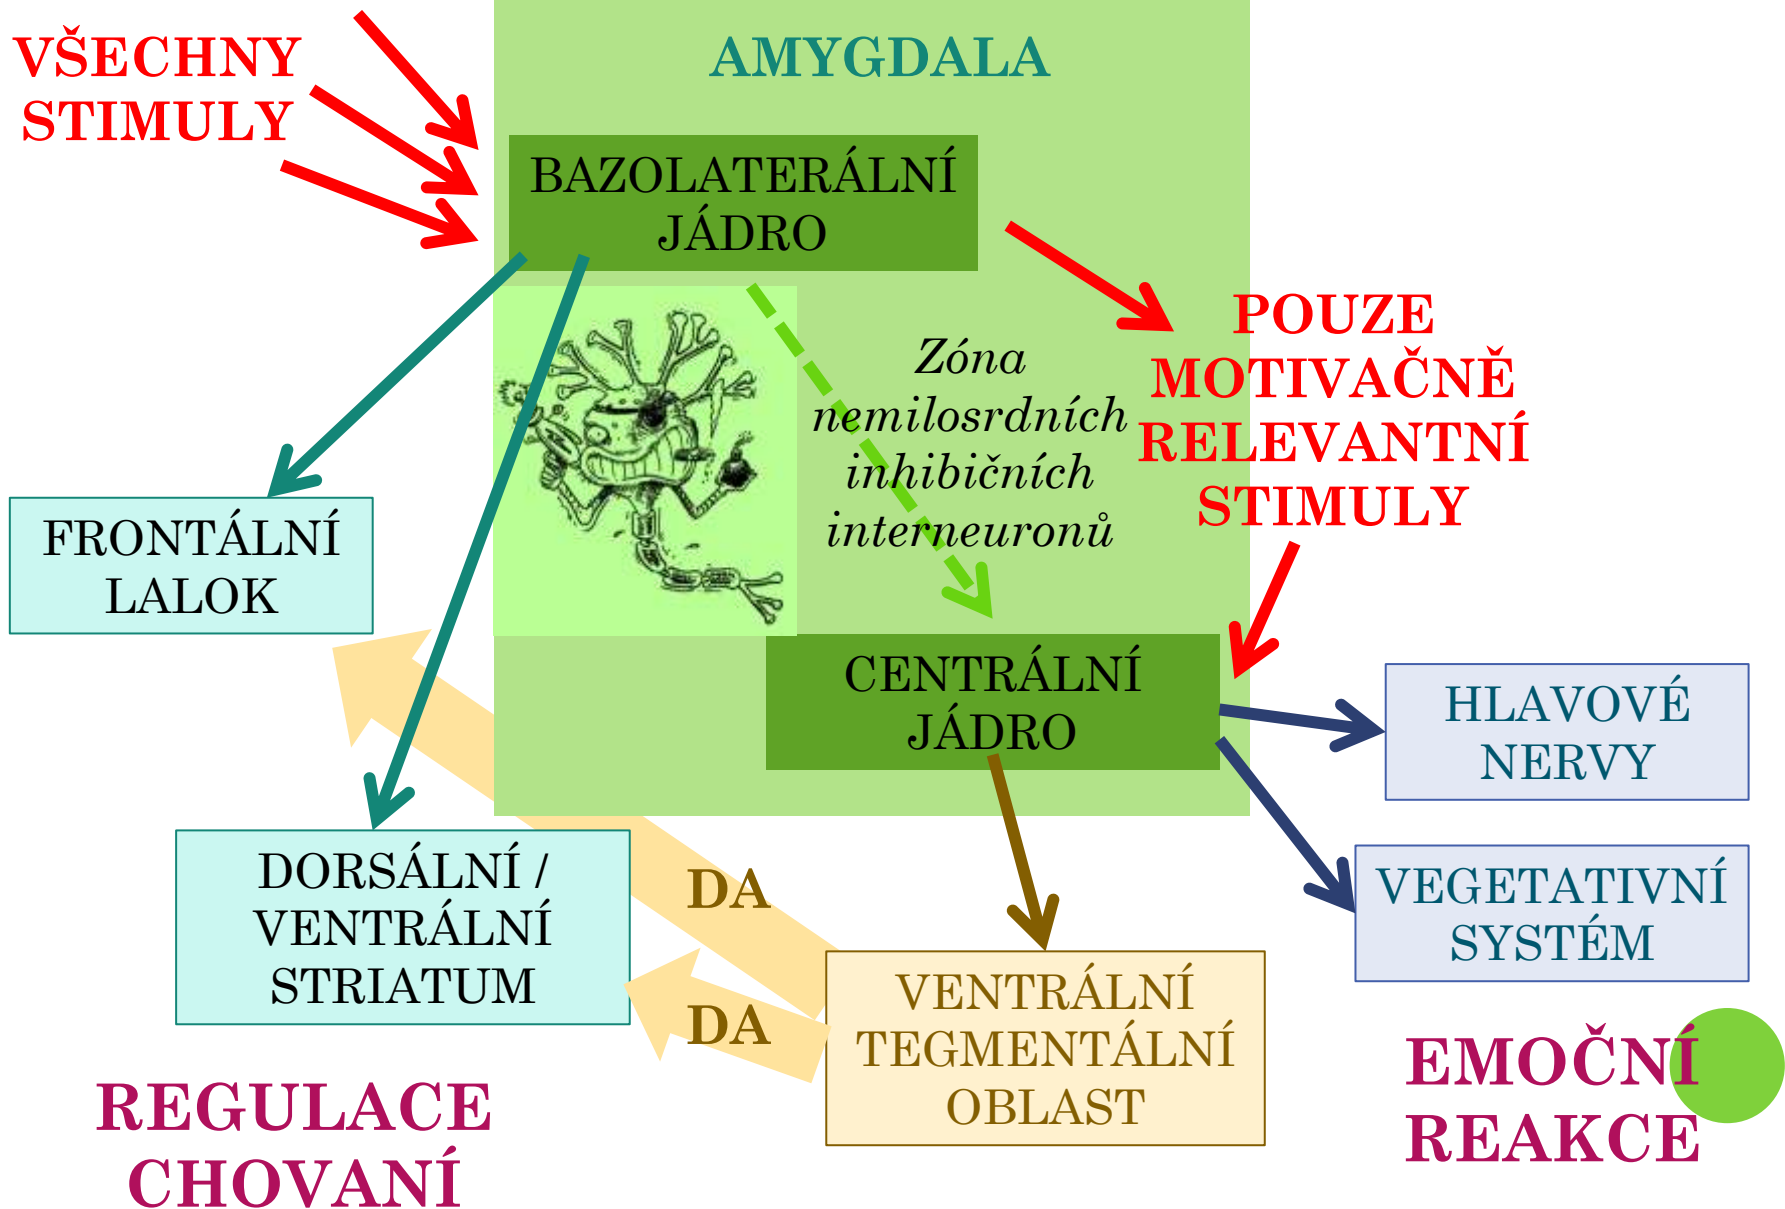 VŠECHNY
STIMULY
AMYGDALA
BAZOLATERÁLNÍ
JÁDRO
Zóna
nemilosrdních
inhibičních
interneuronů
POUZE
MOTIVAČNĚ
RELEVANTNÍ
STIMULY
FRONTÁLNÍ
LALOK
CENTRÁLNÍ
JÁDRO
HLAVOVÉ
NERVY
DORSÁLNÍ /
VENTRÁLNÍ
STRIATUM
DA
DA
VEGETATIVNÍ
SYSTÉM
VENTRÁLNÍ
TEGMENTÁLNÍ
OBLAST
REGULACE
CHOVANÍ
EMOČNÍ
REAKCE